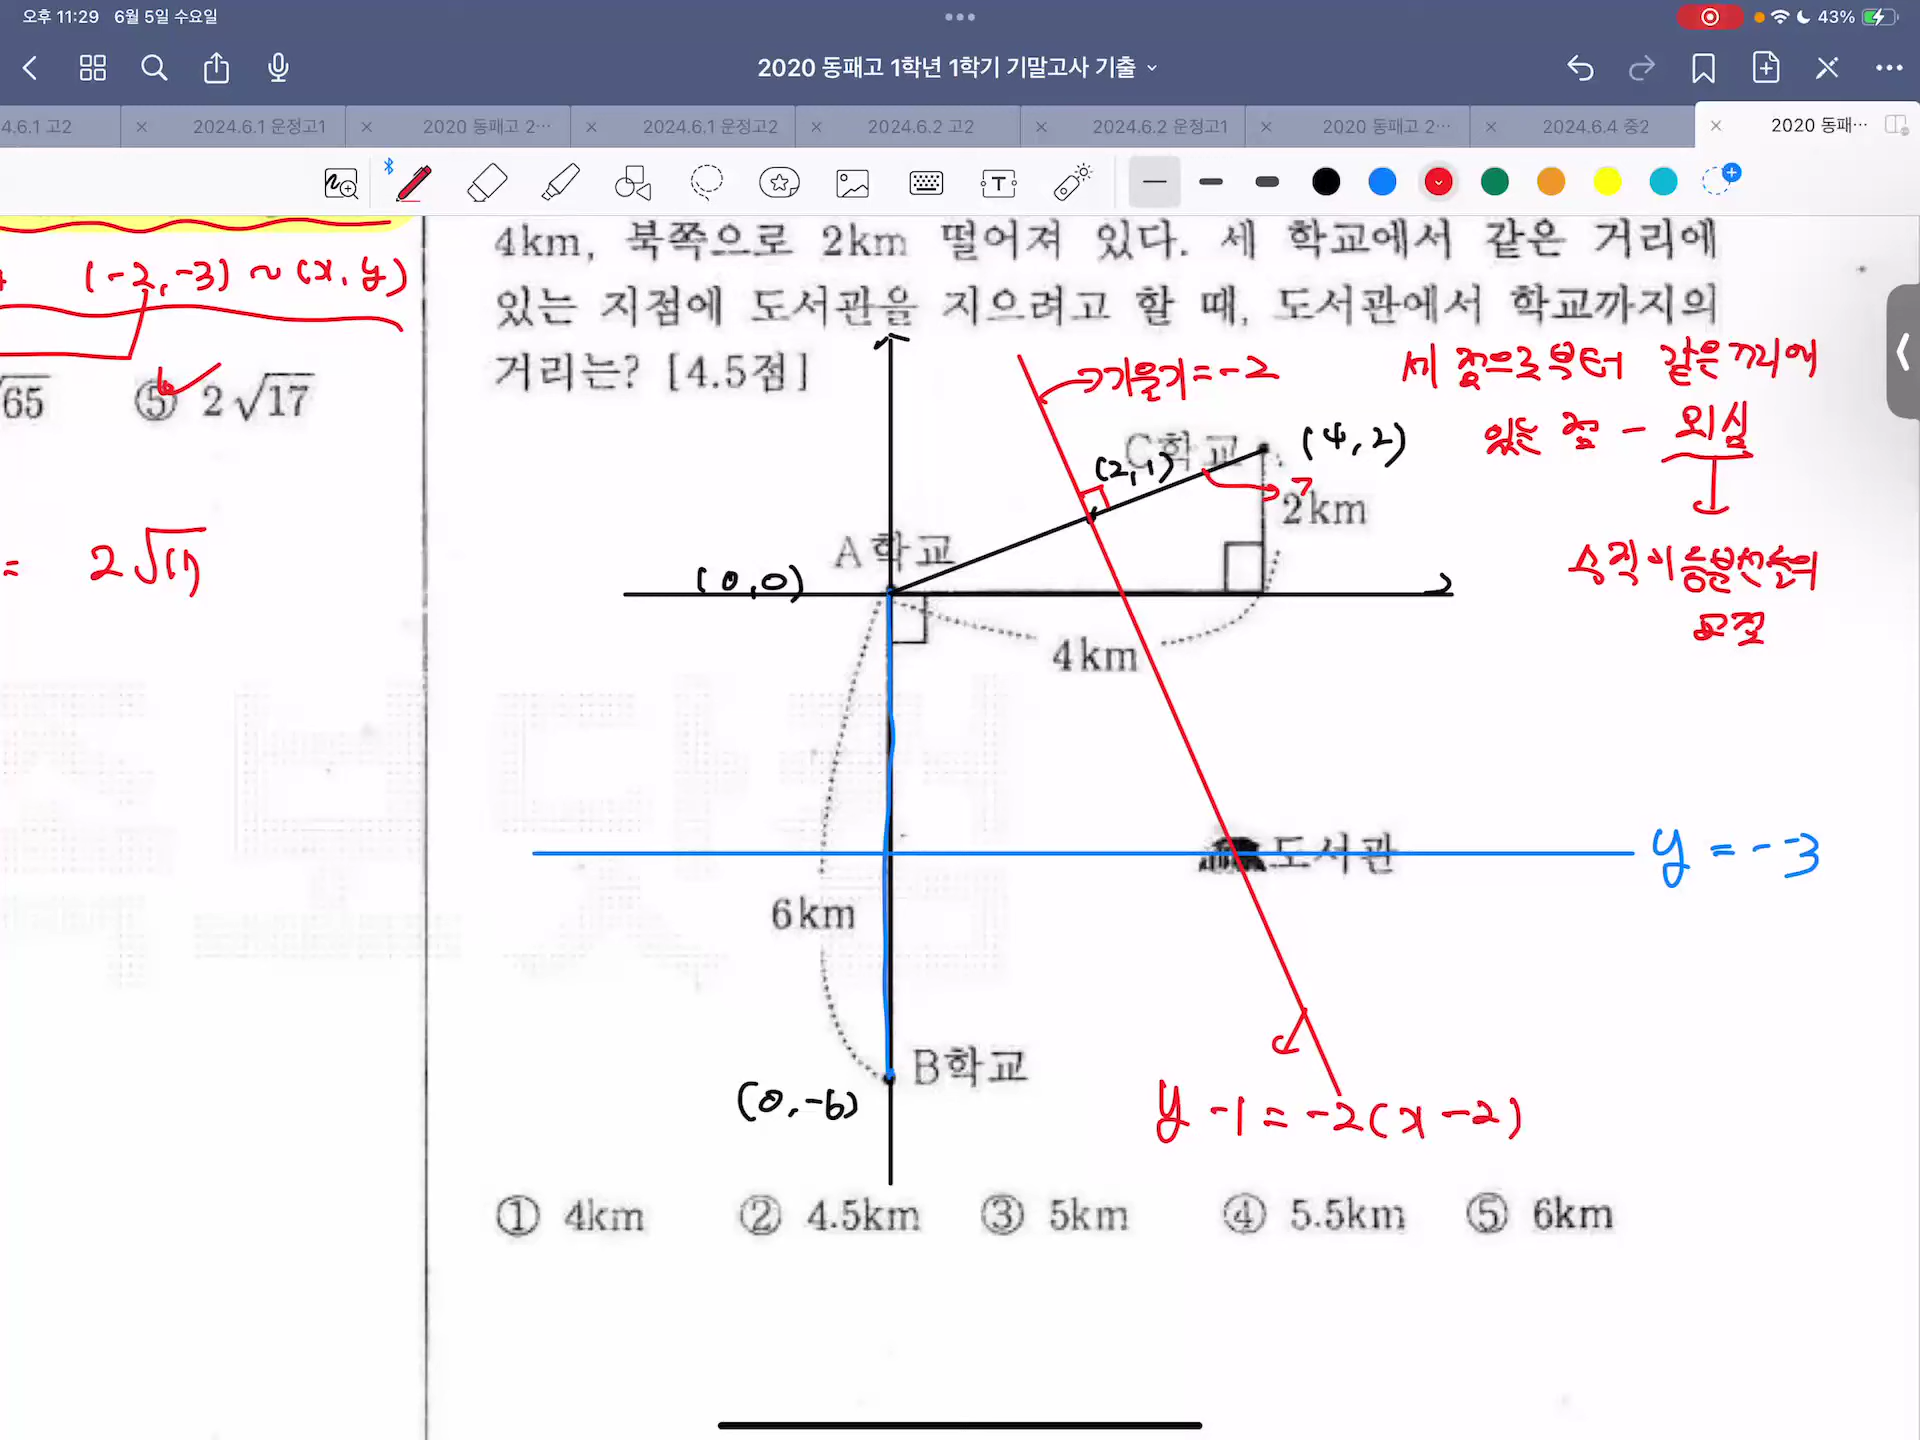 오후 11:29 6월 5일 수요일
43%
2020 동패고 1학년 1학기 기말고사 기출
4.6.1 고2
2024.6.1 운정고1
2020 동패고 2…
2024.6.1 운정고2
2024.6.2 고2
2024.6.2 운정고1
2020 동패고 2…
2024.6.4 중2
2020 동패…
(-2,-3) ~ (x, y)
√65 ⑤ 2√17
= 2√17
4km, 북쪽으로 2km 떨어져 있다. 세 학교에서 같은 거리에
있는 지점에 도서관을 지으려고 할 때, 도서관에서 학교까지의
거리는? [4.5점]
기울기=-2
세 점으로부터 같은 거리에
있는 점 - 외심
수직이등분선들의
교점
C학교
(4,2)
(2,1)
2km
A학교
(0,0)
4km
도서관
y = -3
6km
B학교
(0,-6)
y -1 = -2(x-2)
① 4km ② 4.5km ③ 5km ④ 5.5km ⑤ 6km